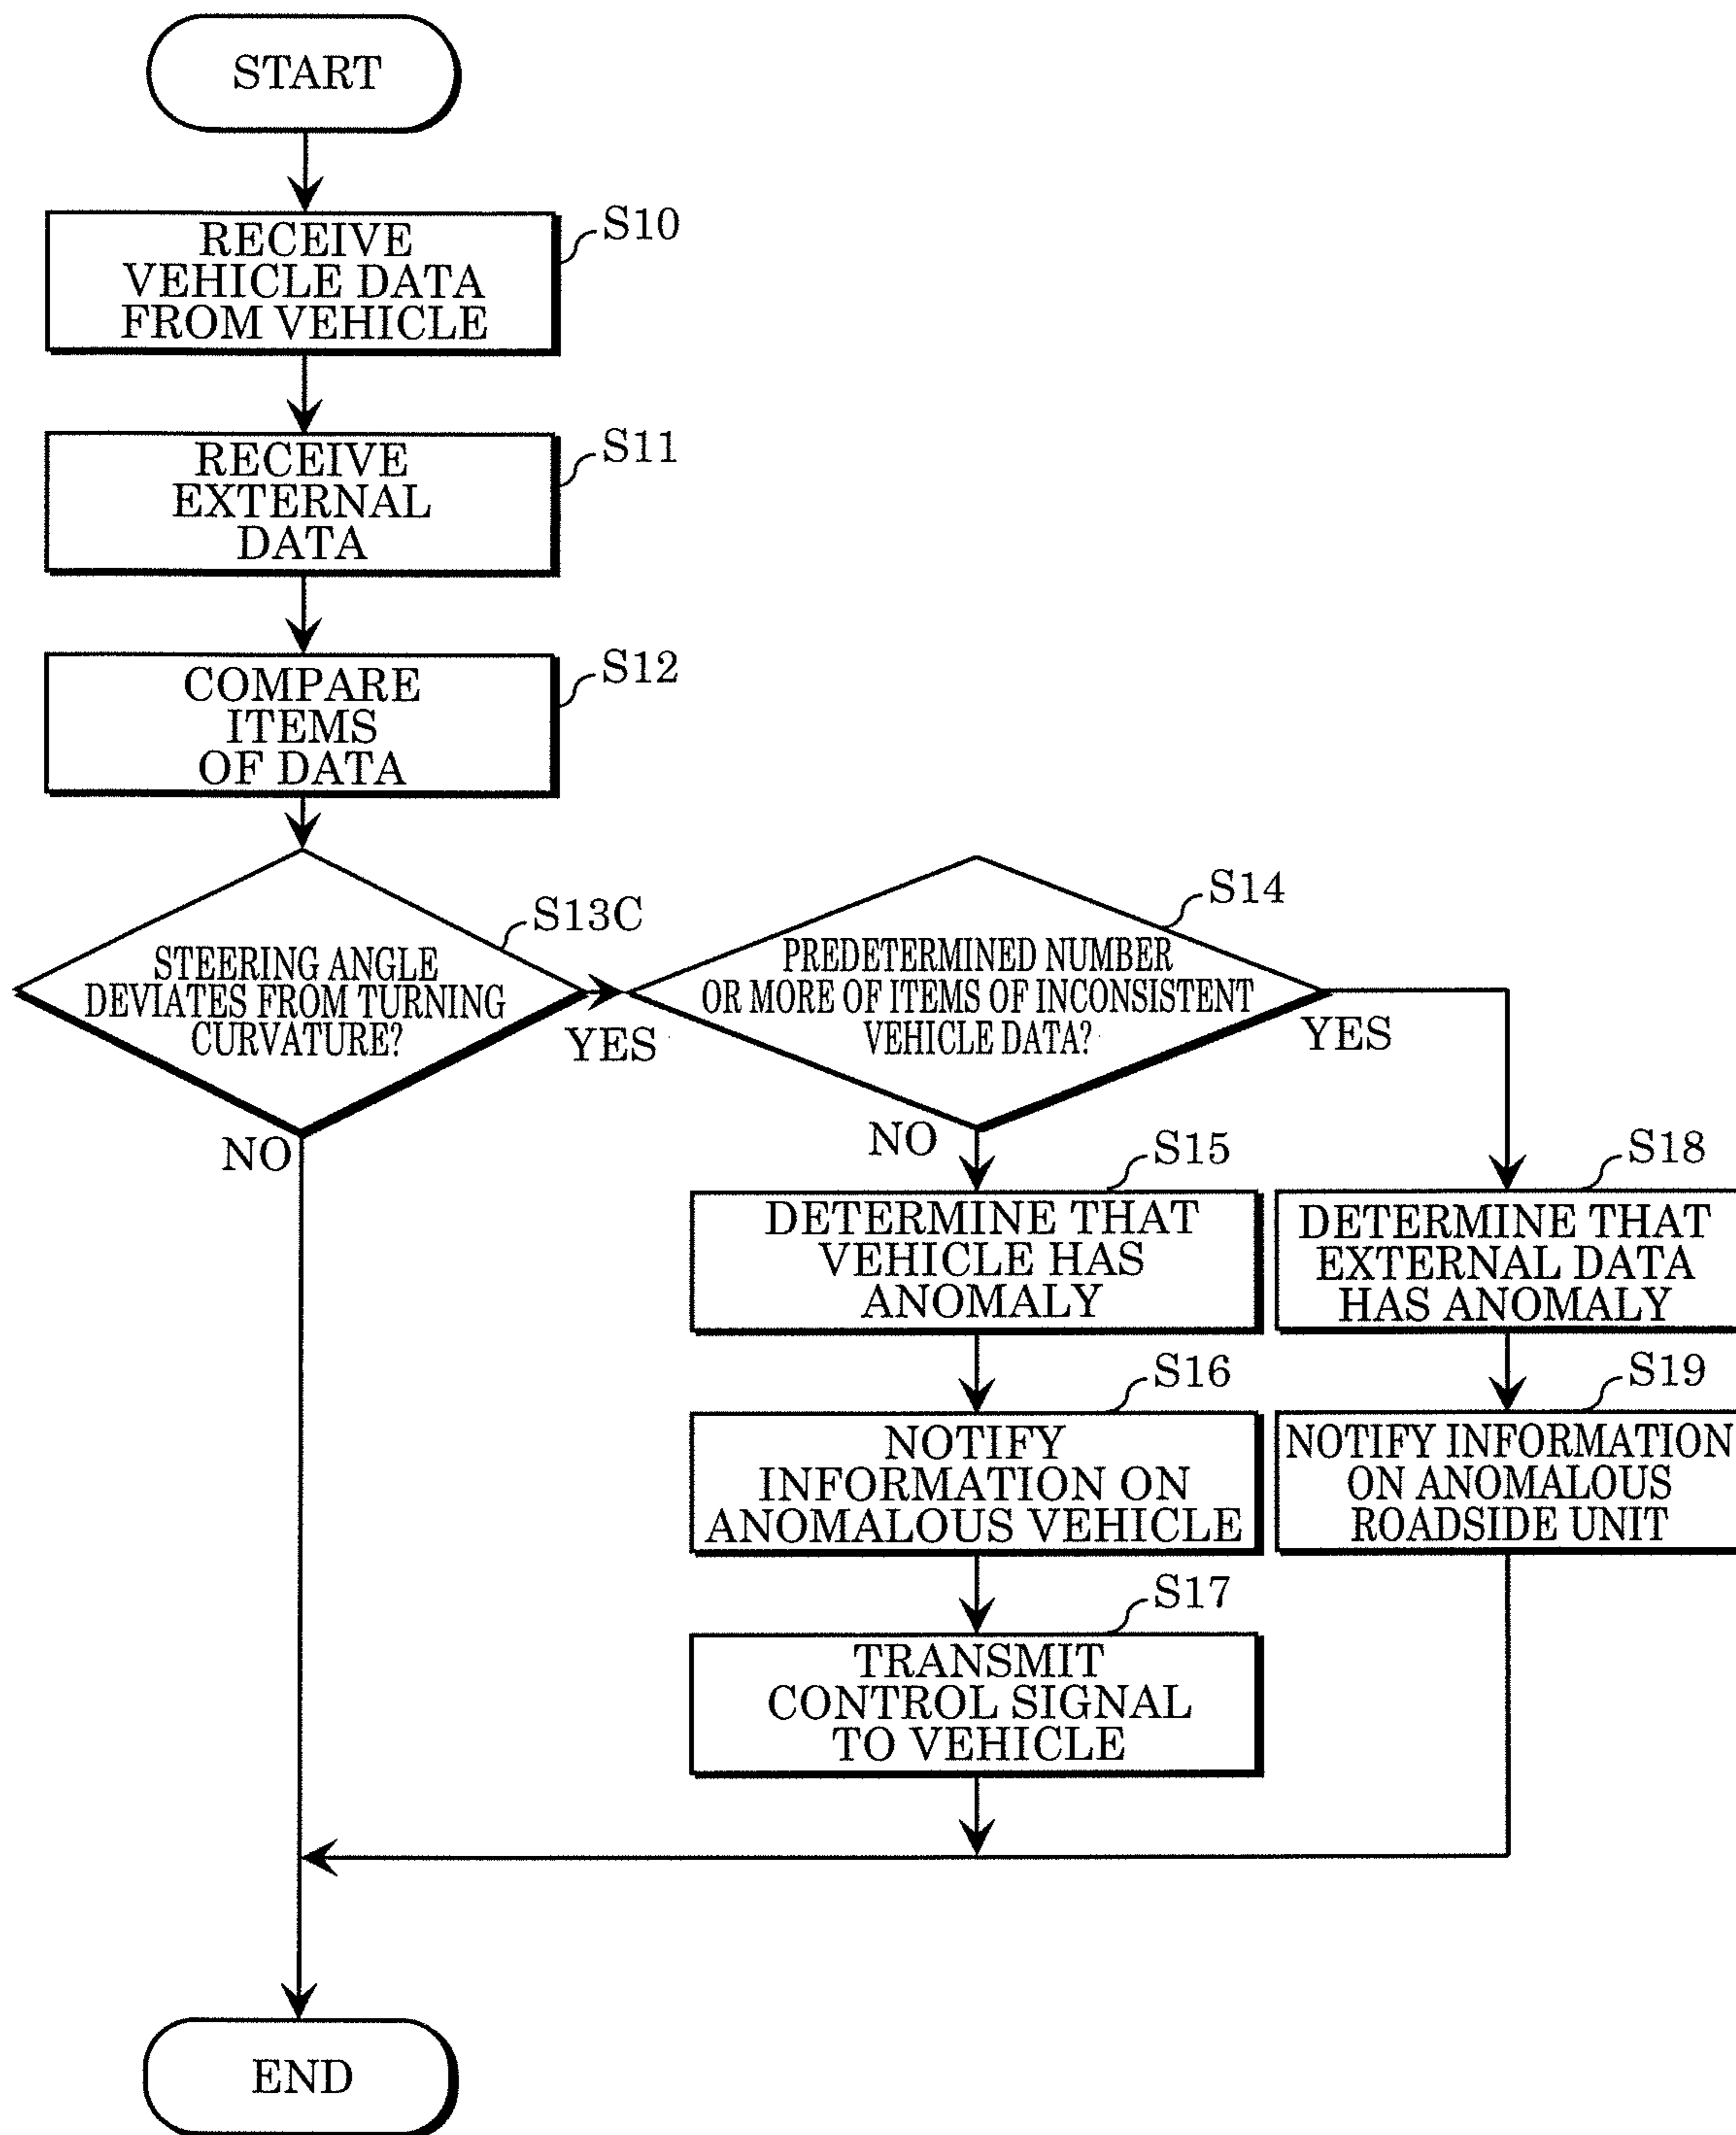 START
S10
RECEIVE
VEHICLE DATA
FROM VEHICLE
S11
RECEIVE
EXTERNAL
DATA
S12
COMPARE
ITEMS
OF DATA
S13C
STEERING ANGLE
DEVIATES FROM TURNING
CURVATURE?
YES
NO
S14
PREDETERMINED NUMBER
OR MORE OF ITEMS OF INCONSISTENT
VEHICLE DATA?
YES
NO
S15
DETERMINE THAT
VEHICLE HAS
ANOMALY
S16
NOTIFY
INFORMATION ON
ANOMALOUS VEHICLE
S17
TRANSMIT
CONTROL SIGNAL
TO VEHICLE
S18
DETERMINE THAT
EXTERNAL DATA
HAS ANOMALY
S19
NOTIFY INFORMATION
ON ANOMALOUS
ROADSIDE UNIT
END